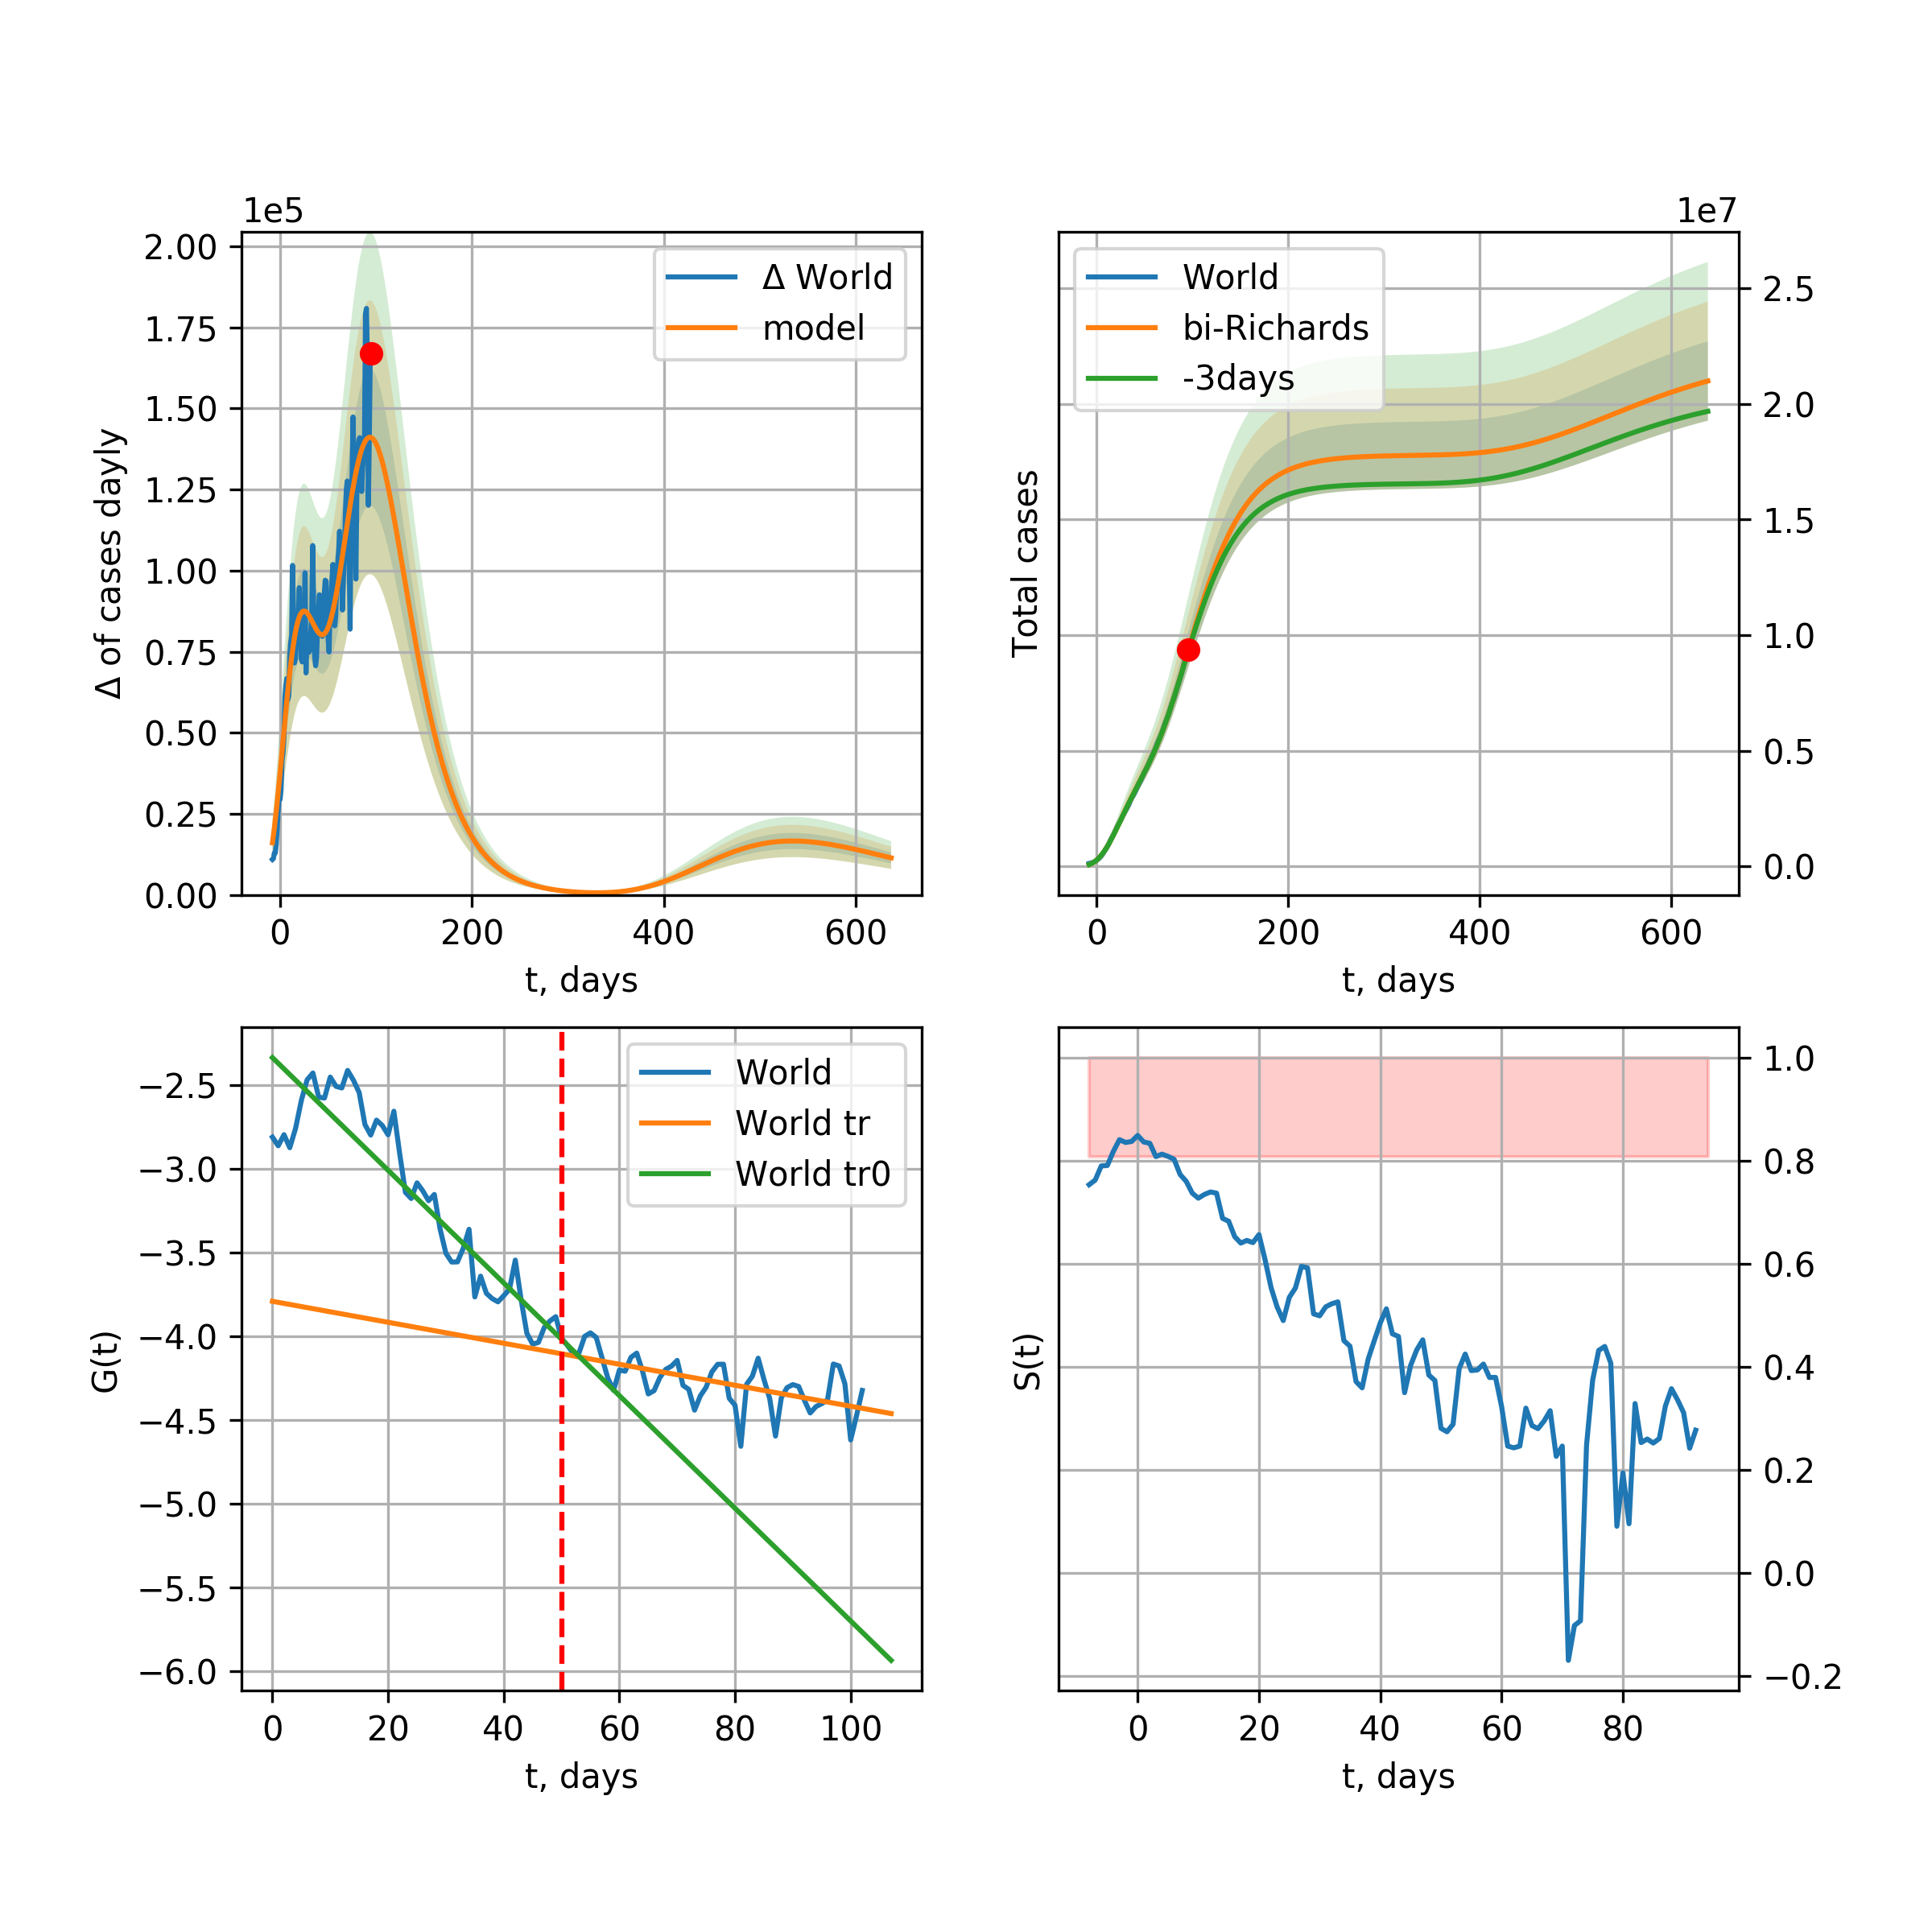 1e5
2.00
1.75
1.50
1.25
1.00
0.75
0.50
0.25
0.00
Δ of cases dayly
Δ World
model
0 200 400 600
t, days
1e7
World
bi-Richards
-3days
Total cases
2.5
2.0
1.5
1.0
0.5
0.0
0 200 400 600
t, days
−2.5
−3.0
−3.5
−4.0
−4.5
−5.0
−5.5
−6.0
G(t)
World
World tr
World tr0
0 20 40 60 80 100
t, days
S(t)
1.0
0.8
0.6
0.4
0.2
0.0
−0.2
0 20 40 60 80
t, days